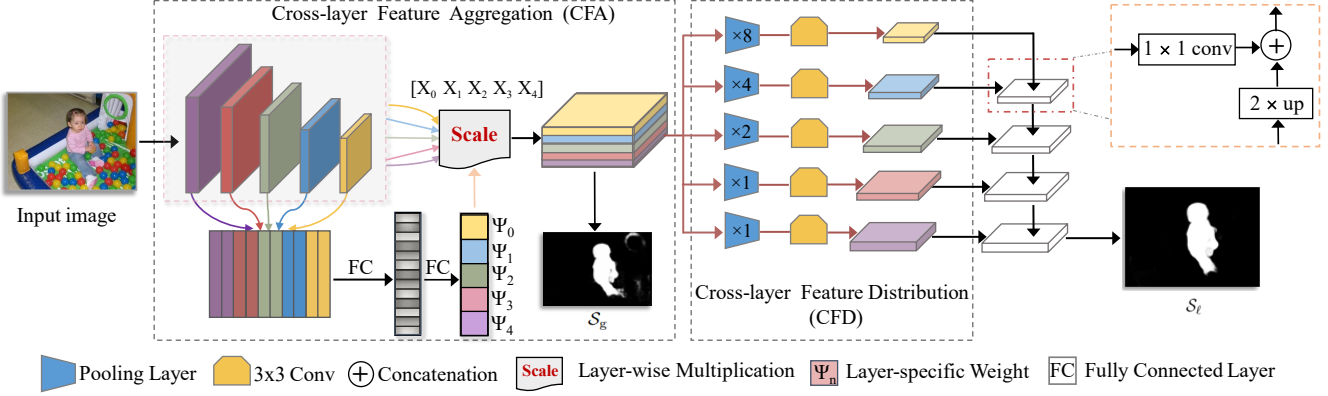 Cross-layer Feature Aggregation (CFA)
[X₀ X₁ X₂ X₃ X₄]
Scale
Input image
FC
FC
Ψ₀
Ψ₁
Ψ₂
Ψ₃
Ψ₄
𝒮g
×8
×4
×2
×1
×1
Cross-layer Feature Distribution
(CFD)
1 × 1 conv
+
2 × up
𝒮ℓ
Pooling Layer
3x3 Conv
+
Concatenation
Scale
Layer-wise Multiplication
Ψn
Layer-specific Weight
FC
Fully Connected Layer